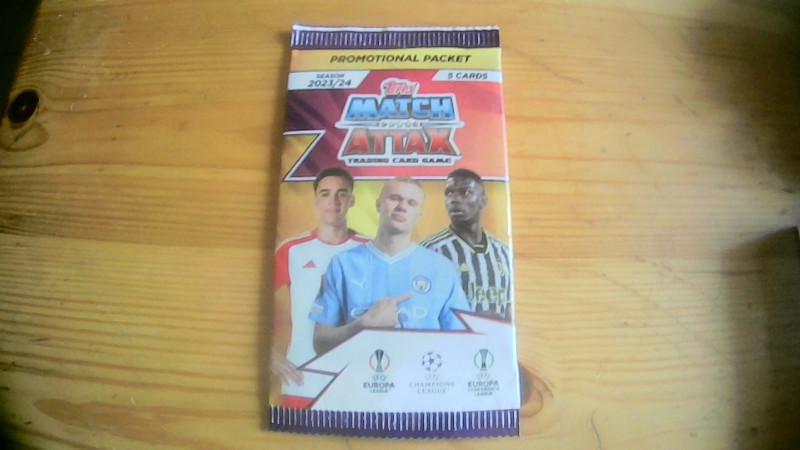 PROMOTIONAL PACKET
SEASON
2023/24
5 CARDS
Topps
MATCH
ATTAX
TRADING CARD GAME
Jeep
EUROPA
LEAGUE
CHAMPIONS
LEAGUE
EUROPA
CONFERENCE
LEAGUE